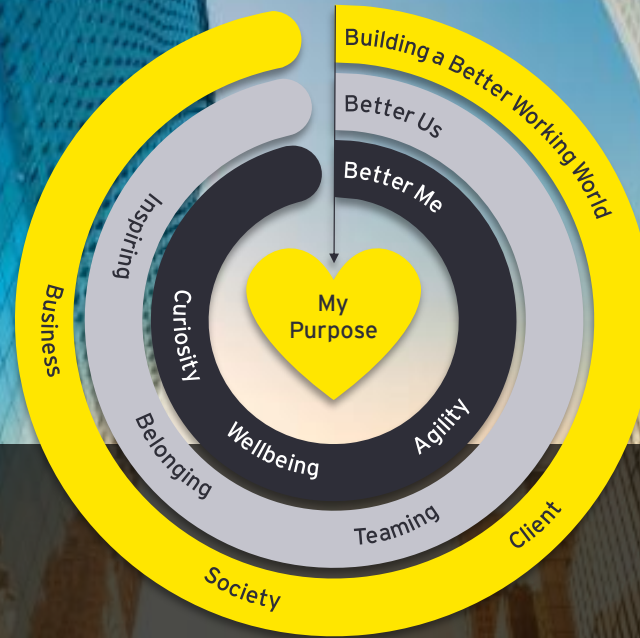 Building a Better Working World
Better Us
Better Me
My
Purpose
Inspiring
Curiosity
Business
Agility
Wellbeing
Belonging
Teaming
Client
Society